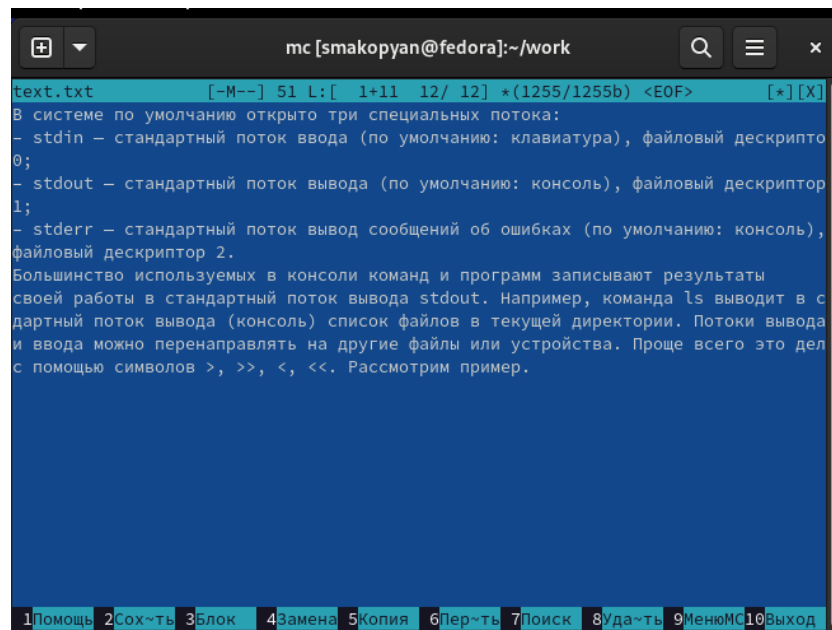 mc [smakopyan@fedora]:~/work
text.txt [-M--] 51 L:[ 1+11 12/ 12] *(1255/1255b) <EOF> [*][X]
В системе по умолчанию открыто три специальных потока:
– stdin — стандартный поток ввода (по умолчанию: клавиатура), файловый дескрипто
0;
– stdout — стандартный поток вывода (по умолчанию: консоль), файловый дескриптор
1;
– stderr — стандартный поток вывод сообщений об ошибках (по умолчанию: консоль),
файловый дескриптор 2.
Большинство используемых в консоли команд и программ записывают результаты
своей работы в стандартный поток вывода stdout. Например, команда ls выводит в с
дартный поток вывода (консоль) список файлов в текущей директории. Потоки вывода
и ввода можно перенаправлять на другие файлы или устройства. Проще всего это дел
с помощью символов >, >>, <, <<. Рассмотрим пример.
1Помощь 2Сох~ть 3Блок 4Замена 5Копия 6Пер~ть 7Поиск 8Уда~ть 9МенюMC10Выход